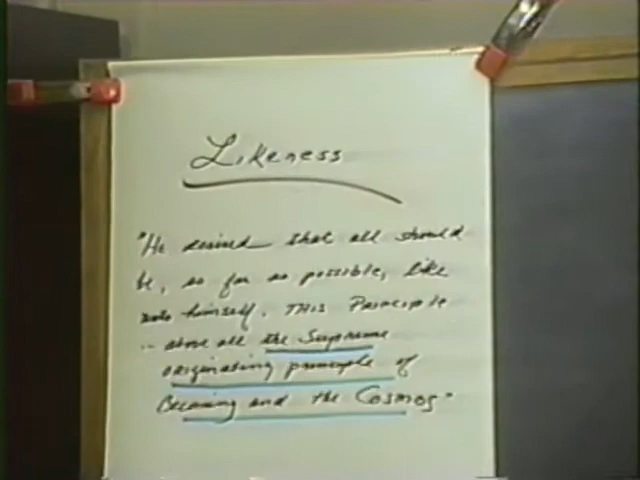 Likeness
"He desired that all should
be, so far as possible, like
unto himself. THIS Principle
... above all the Supreme
originating principle of
Becoming and the Cosmos"